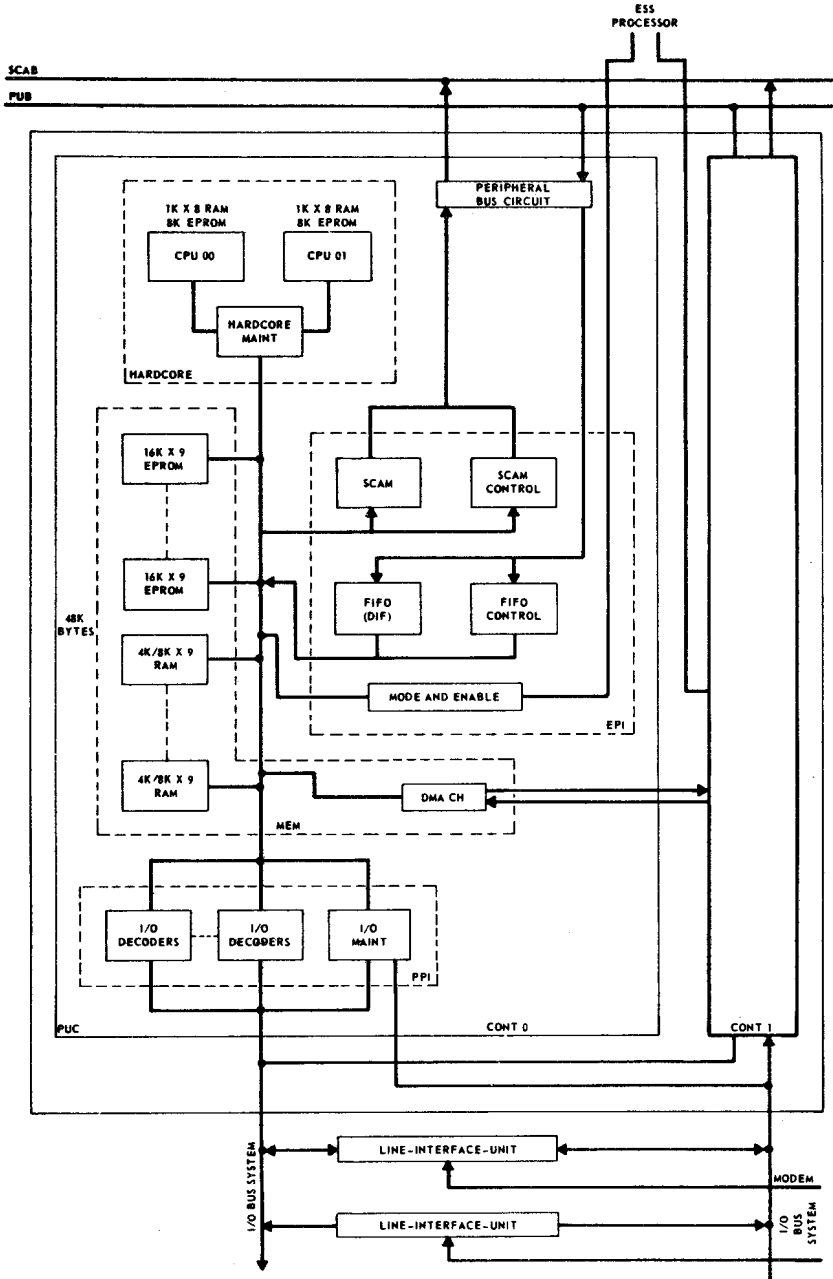 ESS
PROCESSOR
SCAB
PUB
PERIPHERAL
BUS CIRCUIT
1K X 8 RAM
8K EPROM
1K X 8 RAM
8K EPROM
CPU 00
CPU 01
HARDCORE
MAINT
HARDCORE
16K X 9
EPROM
SCAM
SCAM
CONTROL
16K X 9
EPROM
FIFO
(DIF)
FIFO
CONTROL
48K
BYTES
4K/8K X 9
RAM
MODE AND ENABLE
EPI
4K/8K X 9
RAM
DMA CH
MEM
I/O
DECODERS
I/O
DECODERS
I/O
MAINT
PPI
PUC
CONT 0
CONT 1
I/O BUS SYSTEM
LINE-INTERFACE-UNIT
MODEM
LINE-INTERFACE-UNIT
I/O
BUS
SYSTEM